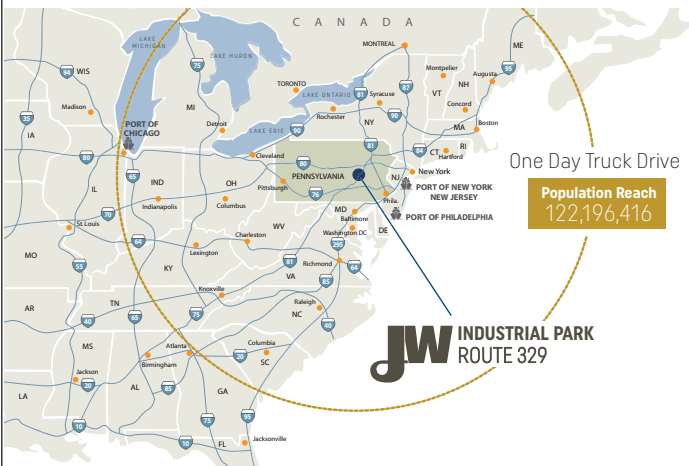 CANADA
LAKE
MICHIGAN
LAKE HURON
MONTREAL
ME
95
94
WIS
75
Montpelier
Augusta
NH
VT
TORONTO
LAKE ONTARIO
81
Syracuse
87
Madison
MI
Concord
35
PORT OF
CHICAGO
Detroit
Rochester
90
90
Boston
IA
LAKE ERIE
NY
MA
81
84
CT
RI
Hartford
80
Cleveland
80
One Day Truck Drive
IL
65
IND
OH
PENNSYLVANIA
New York
NJ
PORT OF NEW YORK
NEW JERSEY
Pittsburgh
76
Phila.
Population Reach
122,196,416
Indianapolis
Columbus
70
MD
Baltimore
PORT OF PHILADELPHIA
St. Louis
WV
Washington DC
DE
64
Charleston
295
Lexington
MO
55
KY
81
Richmond
64
VA
85
Knoxville
TN
Raleigh
NC
AR
40
65
75
40
JW
INDUSTRIAL PARK
ROUTE 329
MS
Atlanta
Columbia
20
SC
Birmingham
Jackson
20
AL
85
GA
LA
10
75
95
10
FL
Jacksonville